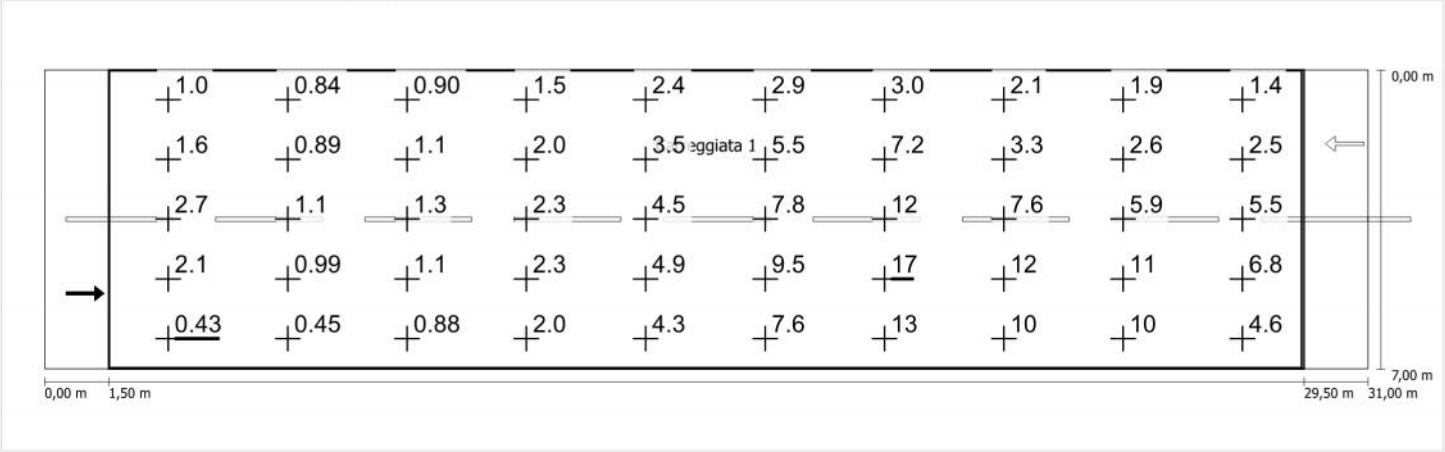 1.0 0.84 0.90 1.5 2.4 2.9 3.0 2.1 1.9 1.4 0,00 m
1.6 0.89 1.1 2.0 3.5 eggiata 1 5.5 7.2 3.3 2.6 2.5
2.7 1.1 1.3 2.3 4.5 7.8 12 7.6 5.9 5.5
2.1 0.99 1.1 2.3 4.9 9.5 17 12 11 6.8
0.43 0.45 0.88 2.0 4.3 7.6 13 10 10 4.6
7,00 m
0,00 m 1,50 m 29,50 m 31,00 m